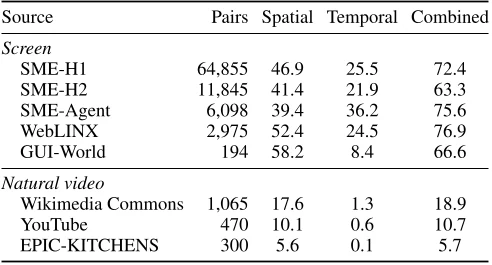 Source Pairs Spatial Temporal Combined
Screen
SME-H1 64,855 46.9 25.5 72.4
SME-H2 11,845 41.4 21.9 63.3
SME-Agent 6,098 39.4 36.2 75.6
WebLINX 2,975 52.4 24.5 76.9
GUI-World 194 58.2 8.4 66.6
Natural video
Wikimedia Commons 1,065 17.6 1.3 18.9
YouTube 470 10.1 0.6 10.7
EPIC-KITCHENS 300 5.6 0.1 5.7